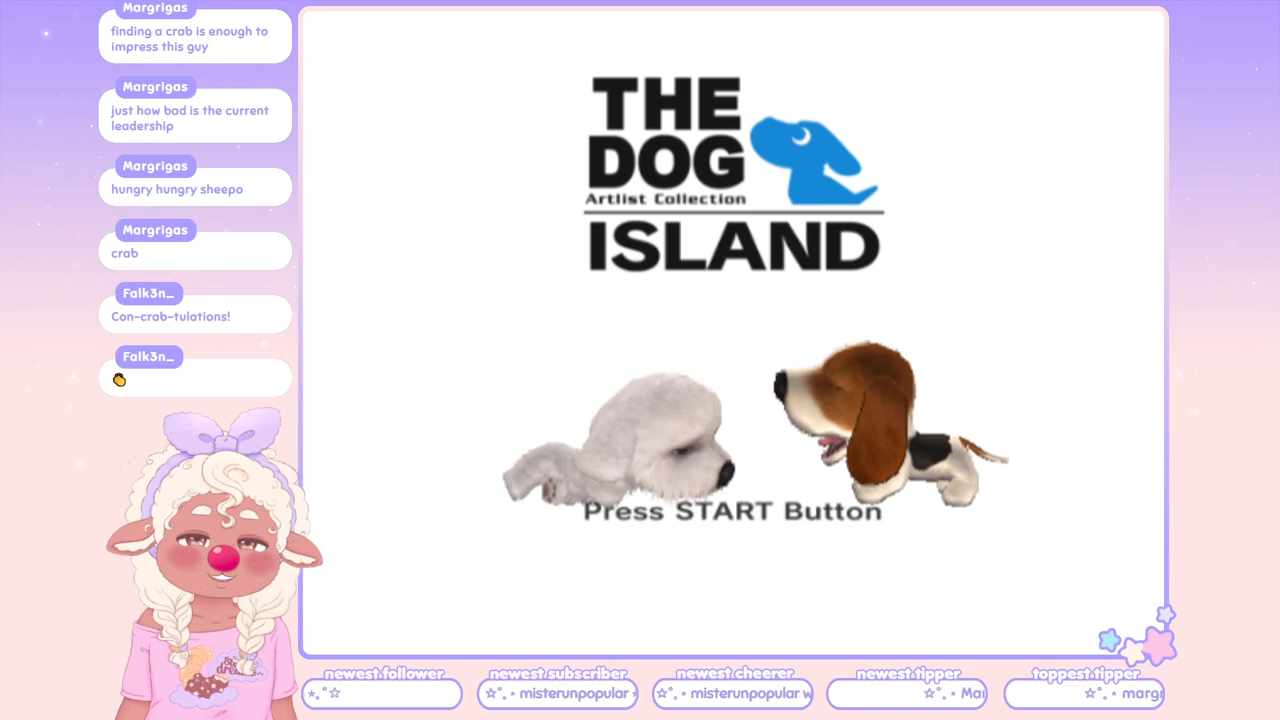 Margrigas
finding a crab is enough to
impress this guy
Margrigas
just how bad is the current
leadership
Margrigas
hungry hungry sheepo
Margrigas
crab
Falk3n_
Con-crab-tulations!
Falk3n_
THE
DOG
Artlist Collection
ISLAND
Press START Button
newest follower
newest subscriber
misterunpopular
newest cheerer
misterunpopular w
newest tipper
Mar
toppest tipper
margr